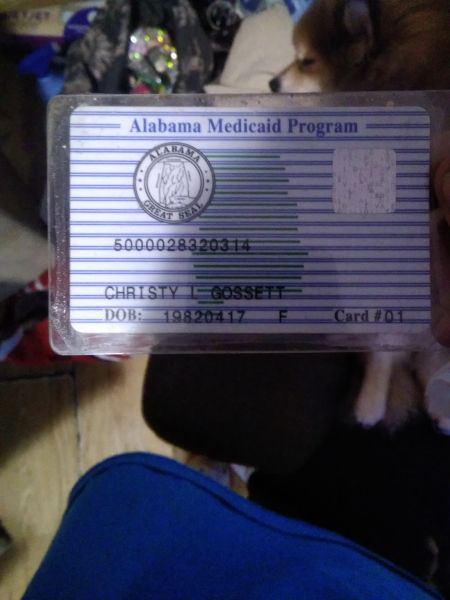 Alabama Medicaid Program
ALABAMA
GREAT SEAL
5000028320314
CHRISTY L GOSSETT
DOB: 19820417 F Card #01